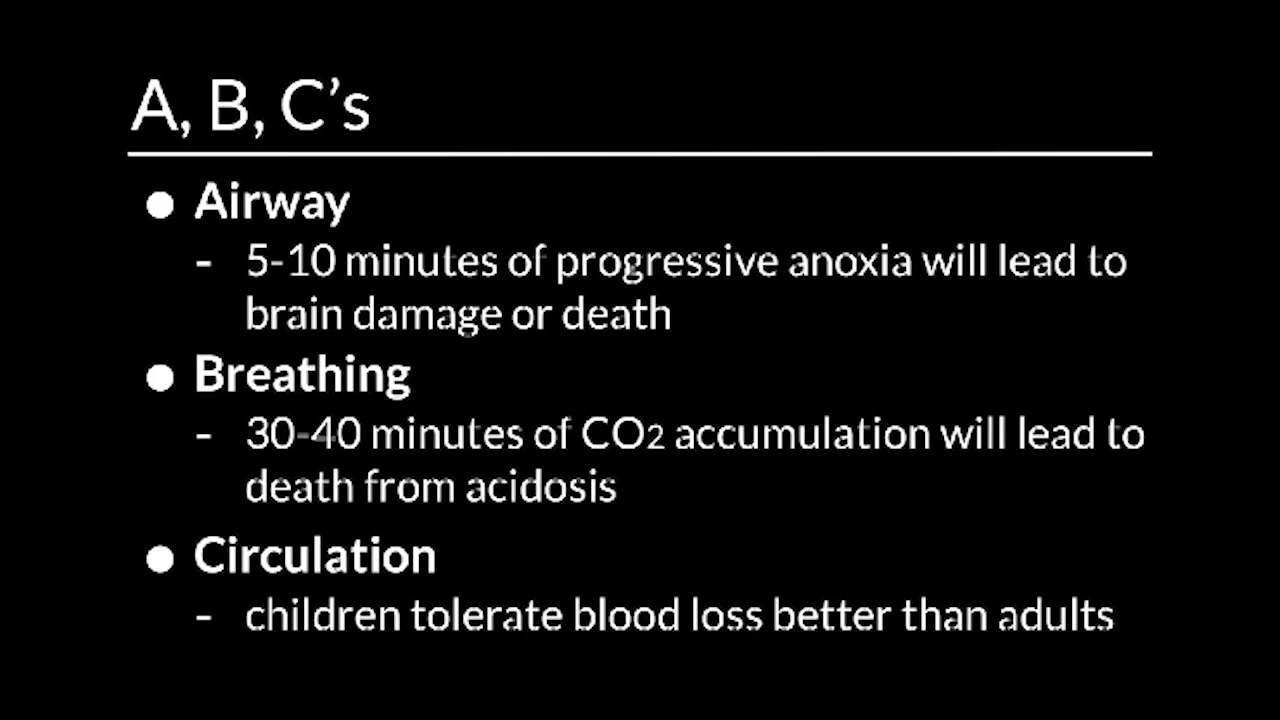 A, B, C’s
● Airway
- 5-10 minutes of progressive anoxia will lead to
brain damage or death
● Breathing
- 30-40 minutes of CO2 accumulation will lead to
death from acidosis
● Circulation
- children tolerate blood loss better than adults